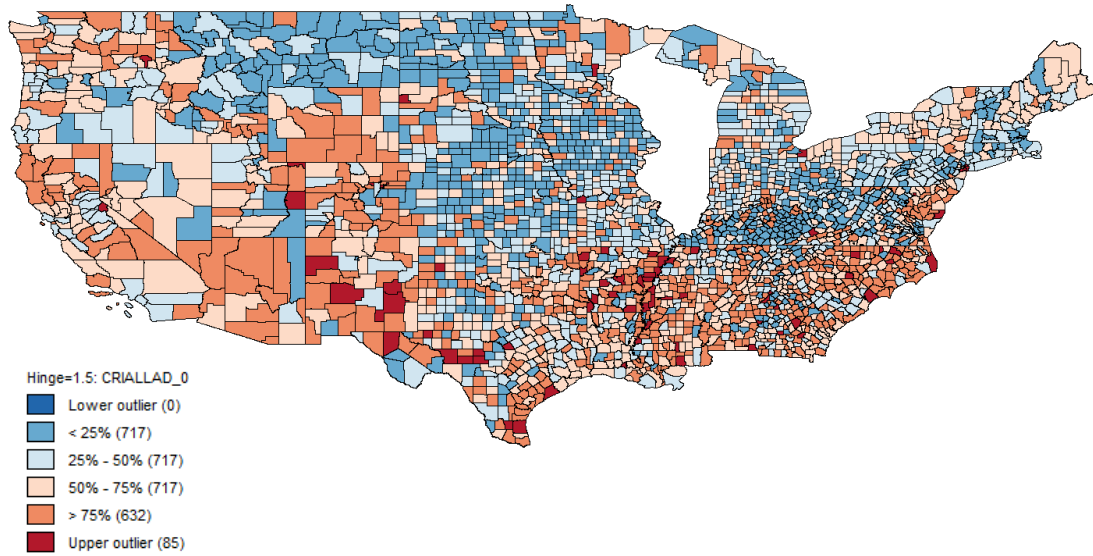 Hinge=1.5: CRIALLAD_0
Lower outlier (0)
< 25% (717)
25% - 50% (717)
50% - 75% (717)
> 75% (632)
Upper outlier (85)